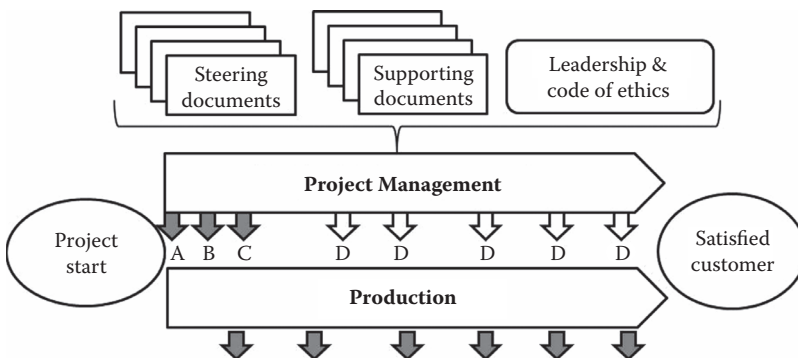 Steering
documents
Supporting
documents
Leadership &
code of ethics
Project Management
Project
start
A B C D D D D D
Satisfied
customer
Production